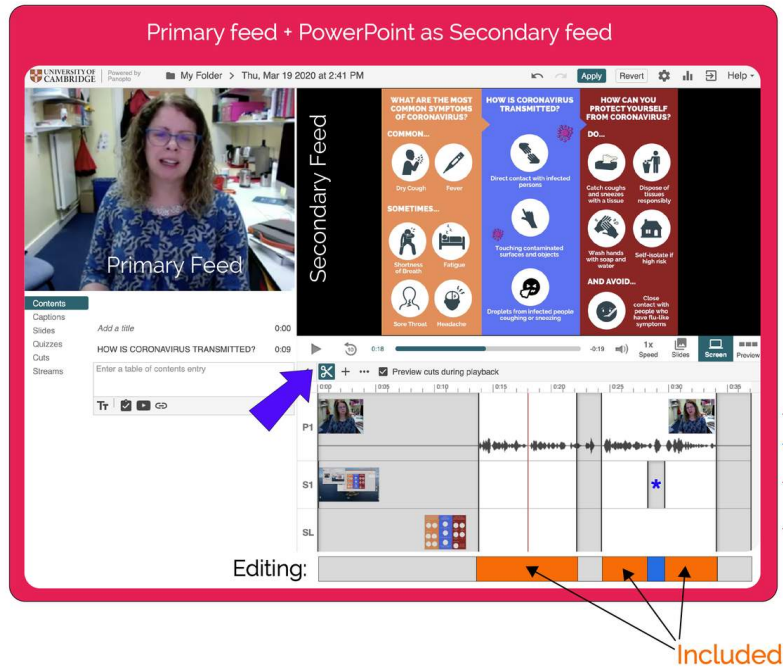 Primary feed + PowerPoint as Secondary feed
UNIVERSITY OF CAMBRIDGE
Powered by Panopto
My Folder > Thu, Mar 19 2020 at 2:41 PM
Apply
Revert
Help
Primary Feed
Secondary Feed
WHAT ARE THE MOST
COMMON SYMPTOMS
OF CORONAVIRUS?
COMMON...
Dry Cough
Fever
SOMETIMES...
Shortness
of Breath
Fatigue
Sore Throat
Headache
HOW IS CORONAVIRUS
TRANSMITTED?
Direct contact with infected
persons
Touching contaminated
surfaces and objects
Droplets from infected people
coughing or sneezing
HOW CAN YOU
PROTECT YOURSELF
FROM CORONAVIRUS?
DO...
Catch coughs
and sneezes
with a tissue
Dispose of
tissues
responsibly
Wash hands
with soap and
water
Self-isolate if
high risk
AND AVOID...
Close
contact with
people who
have flu-like
symptoms
Contents
Captions
Slides
Quizzes
Cuts
Streams
Add a title 0:00
HOW IS CORONAVIRUS TRANSMITTED? 0:09
Enter a table of contents entry
10
0:16
-0:19
1x
Speed
Slides
Screen
Preview
Preview cuts during playback
0:00 0:05 0:10 0:15 0:20 0:25 0:30 0:35
P1
S1
*
SL
Editing:
Included